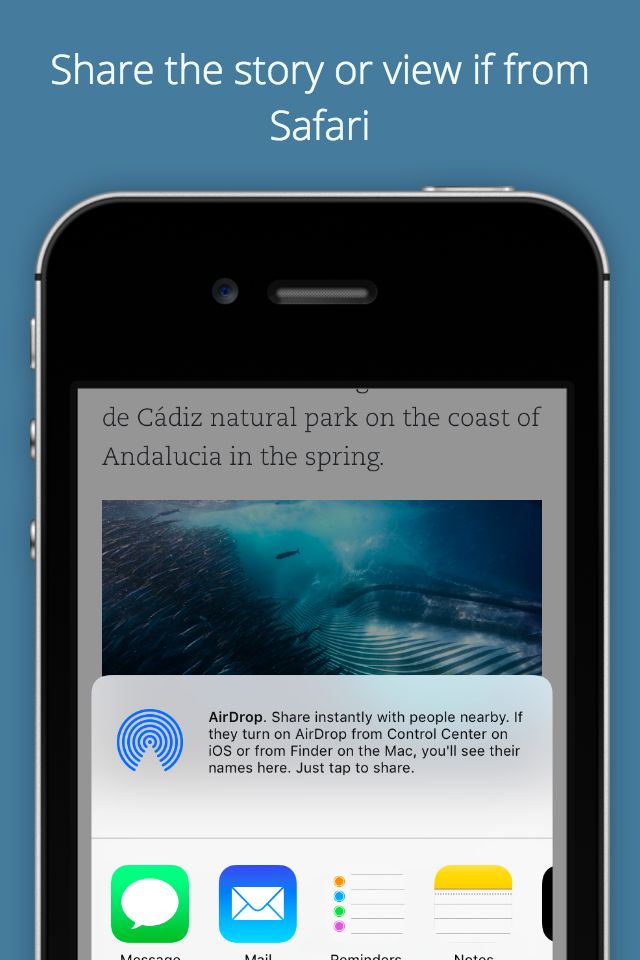 Share the story or view if from
Safari
de Cádiz natural park on the coast of
Andalucia in the spring.
AirDrop. Share instantly with people nearby. If
they turn on AirDrop from Control Center on
iOS or from Finder on the Mac, you'll see their
names here. Just tap to share.
Message Mail Reminders Notes